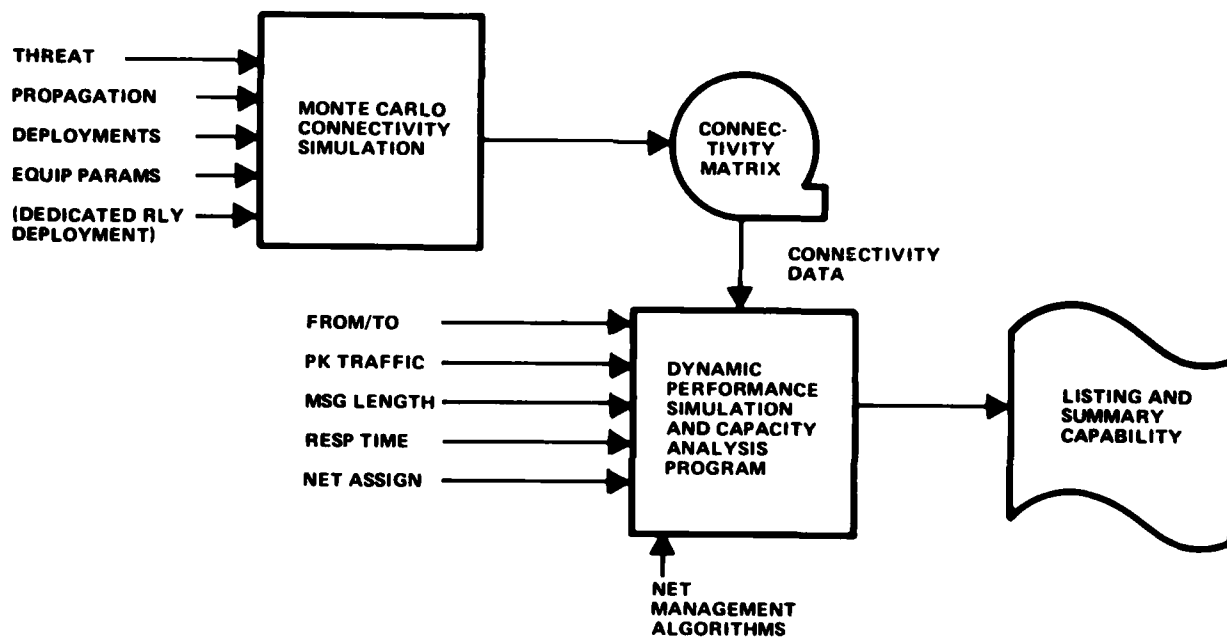 THREAT
PROPAGATION
DEPLOYMENTS
EQUIP PARAMS
(DEDICATED RLY
DEPLOYMENT)
MONTE CARLO
CONNECTIVITY
SIMULATION
CONNEC-
TIVITY
MATRIX
CONNECTIVITY
DATA
FROM/TO
PK TRAFFIC
MSG LENGTH
RESP TIME
NET ASSIGN
DYNAMIC
PERFORMANCE
SIMULATION
AND CAPACITY
ANALYSIS
PROGRAM
LISTING AND
SUMMARY
CAPABILITY
NET
MANAGEMENT
ALGORITHMS